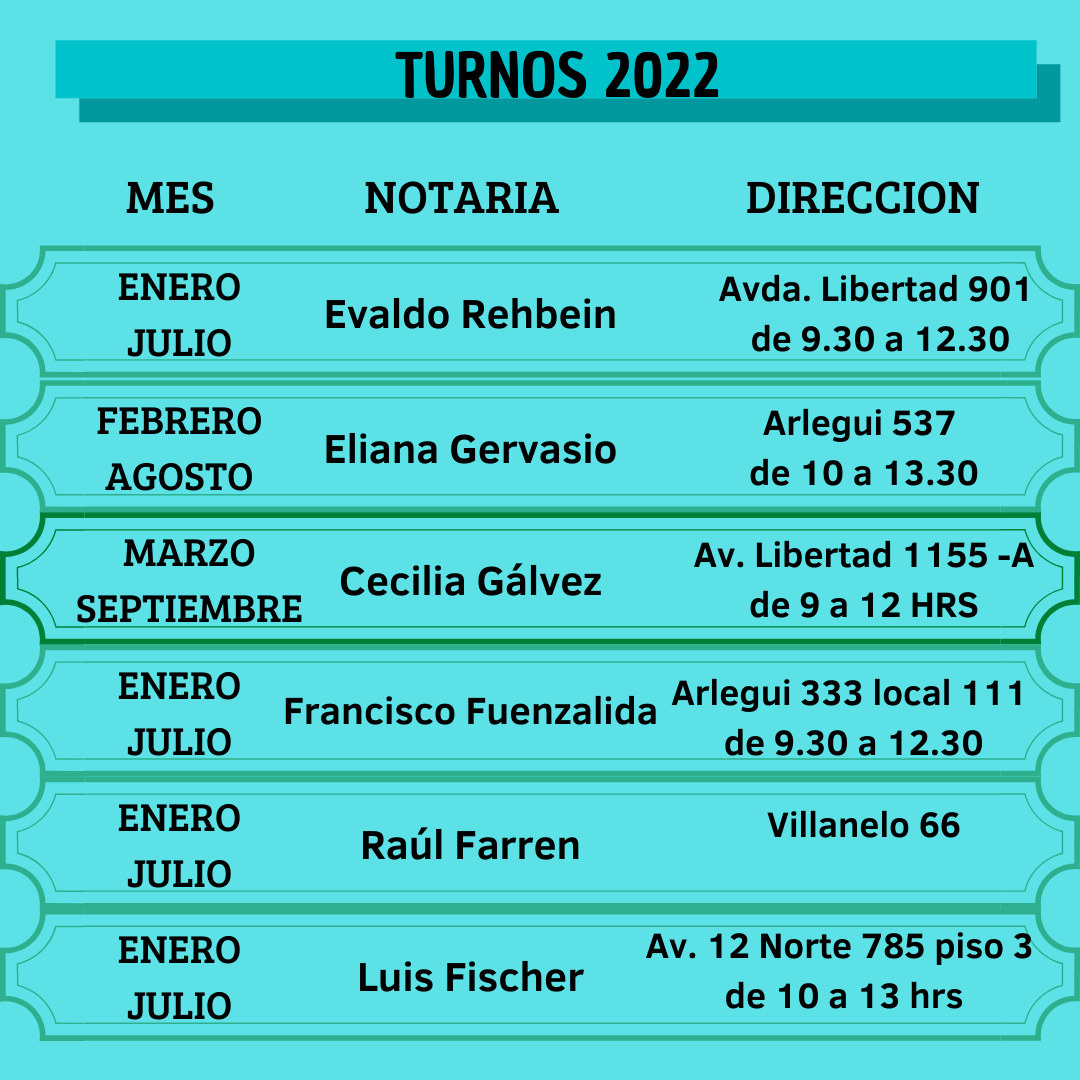 TURNOS 2022
MES NOTARIA DIRECCION
ENERO
JULIO
Evaldo Rehbein
Avda. Libertad 901
de 9.30 a 12.30
FEBRERO
AGOSTO
Eliana Gervasio
Arlegui 537
de 10 a 13.30
MARZO
SEPTIEMBRE
Cecilia Gálvez
Av. Libertad 1155 -A
de 9 a 12 HRS
ENERO
JULIO
Francisco Fuenzalida
Arlegui 333 local 111
de 9.30 a 12.30
ENERO
JULIO
Raúl Farren
Villanelo 66
ENERO
JULIO
Luis Fischer
Av. 12 Norte 785 piso 3
de 10 a 13 hrs